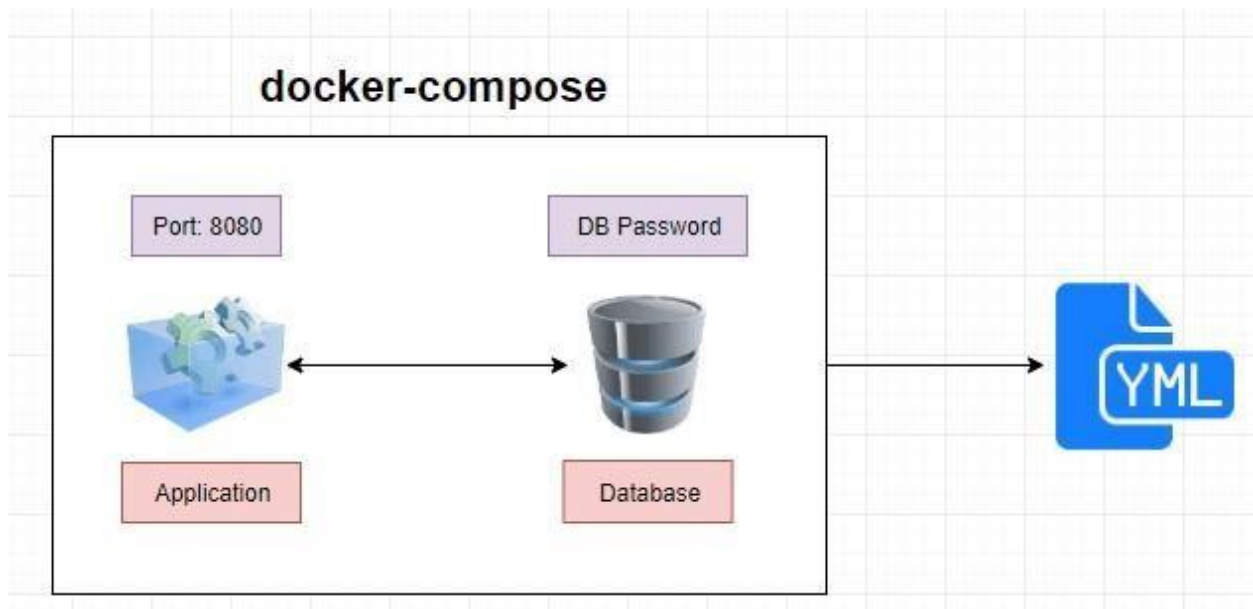 docker-compose
Port: 8080
DB Password
YML
Application
Database